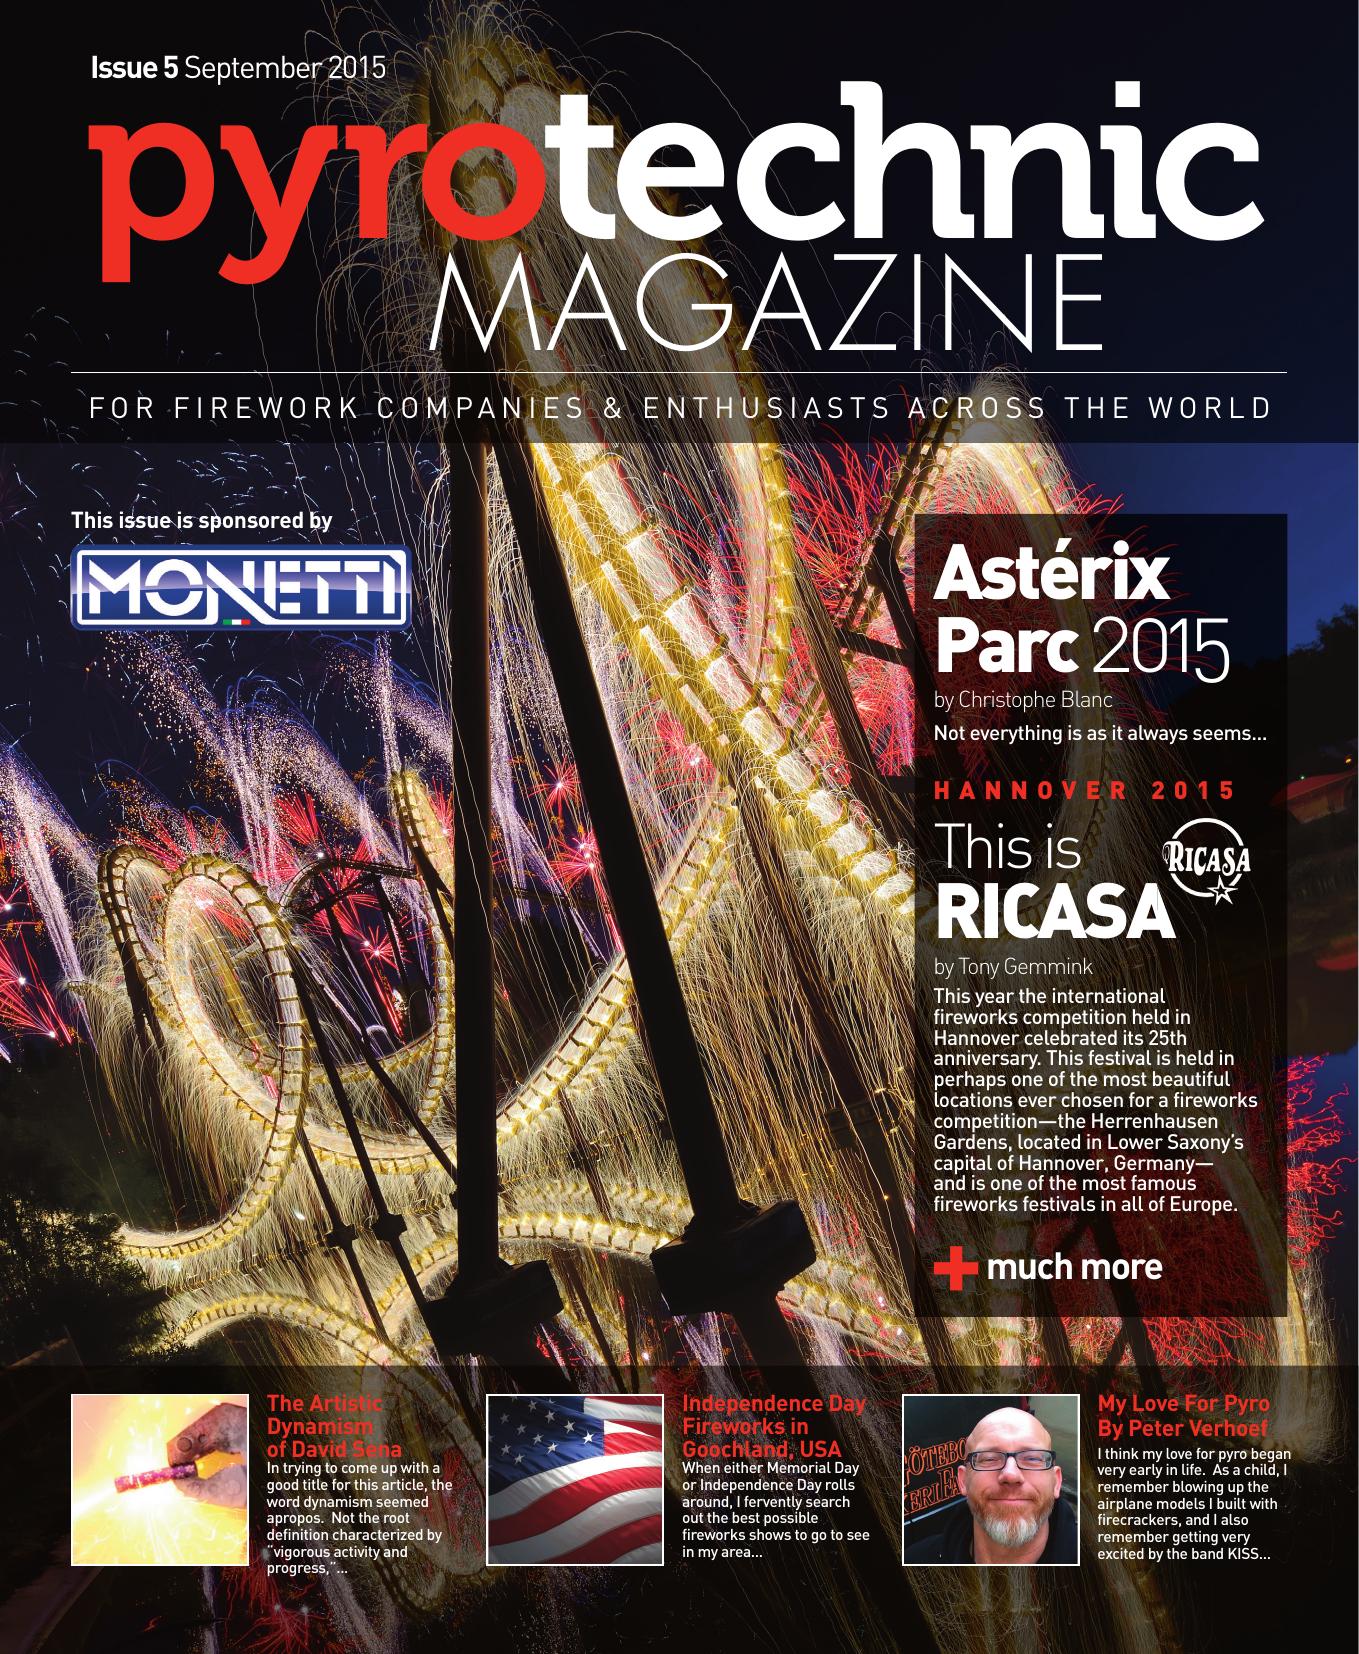 Issue 5 September 2015
pyrotechnic
MAGAZINE
FOR FIREWORK COMPANIES & ENTHUSIASTS ACROSS THE WORLD
This issue is sponsored by
MONETTI
Astérix
Parc 2015
by Christophe Blanc
Not everything is as it always seems...
HANNOVER 2015
This is
RICASA
RICASA
by Tony Gemmink
This year the international
fireworks competition held in
Hannover celebrated its 25th
anniversary. This festival is held in
perhaps one of the most beautiful
locations ever chosen for a fireworks
competition—the Herrenhausen
Gardens, located in Lower Saxony's
capital of Hannover, Germany—
and is one of the most famous
fireworks festivals in all of Europe.
+ much more
The Artistic
Dynamism
of David Sena
In trying to come up with a
good title for this article, the
word dynamism seemed
apropos. Not the root
definition characterized by
"vigorous activity and
progress,"...
Independence Day
Fireworks in
Goochland, USA
When either Memorial Day
or Independence Day rolls
around, I fervently search
out the best possible
fireworks shows to go to see
in my area...
My Love For Pyro
By Peter Verhoef
I think my love for pyro began
very early in life. As a child, I
remember blowing up the
airplane models I built with
firecrackers, and I also
remember getting very
excited by the band KISS...